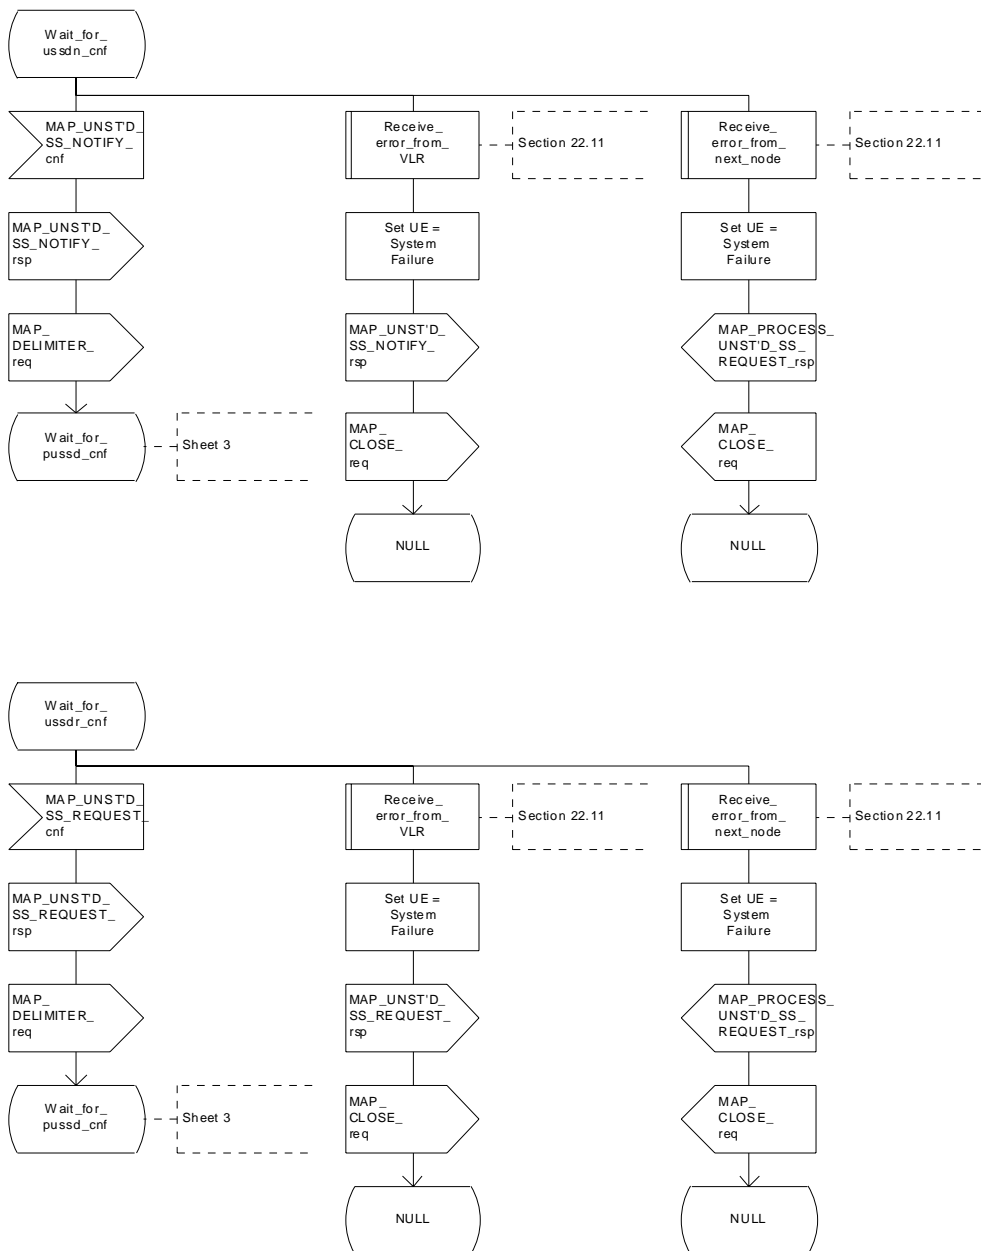 Wait_for_
ussdn_cnf
MAP_UNST'D_
SS_NOTIFY_
cnf
Receive_
error_from_
VLR
Section 22.11
Receive_
error_from_
next_node
Section 22.11
MAP_UNST'D_
SS_NOTIFY_
rsp
Set UE =
System
Failure
Set UE =
System
Failure
MAP_
DELIMITER_
req
MAP_UNST'D_
SS_NOTIFY_
rsp
MAP_PROCESS_
UNST'D_SS_
REQUEST_rsp
Wait_for_
pussd_cnf
Sheet 3
MAP_
CLOSE_
req
MAP_
CLOSE_
req
NULL
NULL
Wait_for_
ussdr_cnf
MAP_UNST'D_
SS_REQUEST_
cnf
Receive_
error_from_
VLR
Section 22.11
Receive_
error_from_
next_node
Section 22.11
MAP_UNST'D_
SS_REQUEST_
rsp
Set UE =
System
Failure
Set UE =
System
Failure
MAP_
DELIMITER_
req
MAP_UNST'D_
SS_REQUEST_
rsp
MAP_PROCESS_
UNST'D_SS_
REQUEST_rsp
Wait_for_
pussd_cnf
Sheet 3
MAP_
CLOSE_
req
MAP_
CLOSE_
req
NULL
NULL